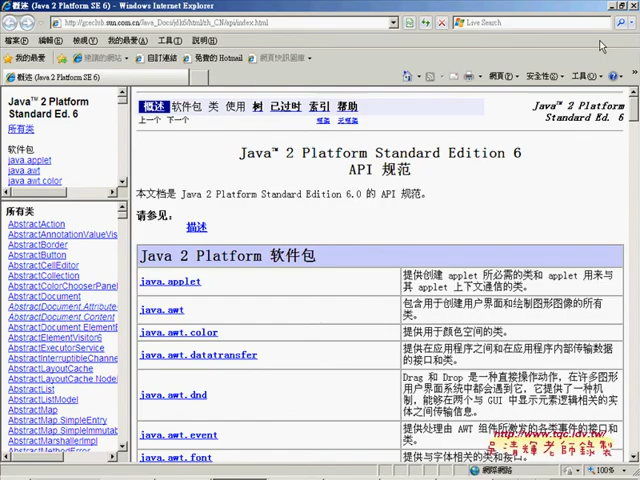 概述 (Java 2 Platform SE 6) - Windows Internet Explorer
Live Search
檔案(F) 編輯(E) 檢視(V) 我的最愛(A) 工具(T) 說明(H)
我的最愛 自訂連結 免費的 Hotmail 網頁快訊圖庫
概述 (Java 2 Platform SE 6)
網頁(P) 安全性(S) 工具(O)
Java™ 2 Platform
Standard Ed. 6
所有类
软件包
java.applet
java.awt
java.awt.color
所有类
AbstractAction
AbstractAnnotationValueVis
AbstractBorder
AbstractButton
AbstractCellEditor
AbstractCollection
AbstractColorChooserPanel
AbstractDocument
AbstractDocument.Attribute
AbstractDocument.Content
AbstractDocument.ElementE
AbstractElementVisitor6
AbstractExecutorService
AbstractInterruptibleChanne
AbstractLayoutCache
AbstractLayoutCache.Node
AbstractList
AbstractListModel
AbstractMap
AbstractMap.SimpleEntry
AbstractMap.SimpleImmutab
AbstractMarshallerImpl
AbstractMethodError
概述 软件包 类 使用 树 已过时 索引 帮助
上一个 下一个 框架 无框架
Java™ 2 Platform
Standard Ed. 6
Java™ 2 Platform Standard Edition 6
API 规范
本文档是 Java 2 Platform Standard Edition 6.0 的 API 规范。
请参见:
描述
Java 2 Platform 软件包
java.applet 提供创建 applet 所必需的类和 applet 用来与
其 applet 上下文通信的类。
java.awt 包含用于创建用户界面和绘制图形图像的所有
类。
java.awt.color 提供用于颜色空间的类。
java.awt.datatransfer 提供在应用程序之间和在应用程序内部传输数据
的接口和类。
java.awt.dnd Drag 和 Drop 是一种直接操作动作，在许多图形
用户界面系统中都会遇到它，它提供了一种机
制，能够在两个与 GUI 中显示元素逻辑相关的实
体之间传输信息。
java.awt.event 提供处理由 AWT 组件所激发的各类事件的接口和
类。
java.awt.font 提供与字体相关的类和接口。
http://www.tqc.idv.tw/
吳清輝老師錄製
網際網路 100%